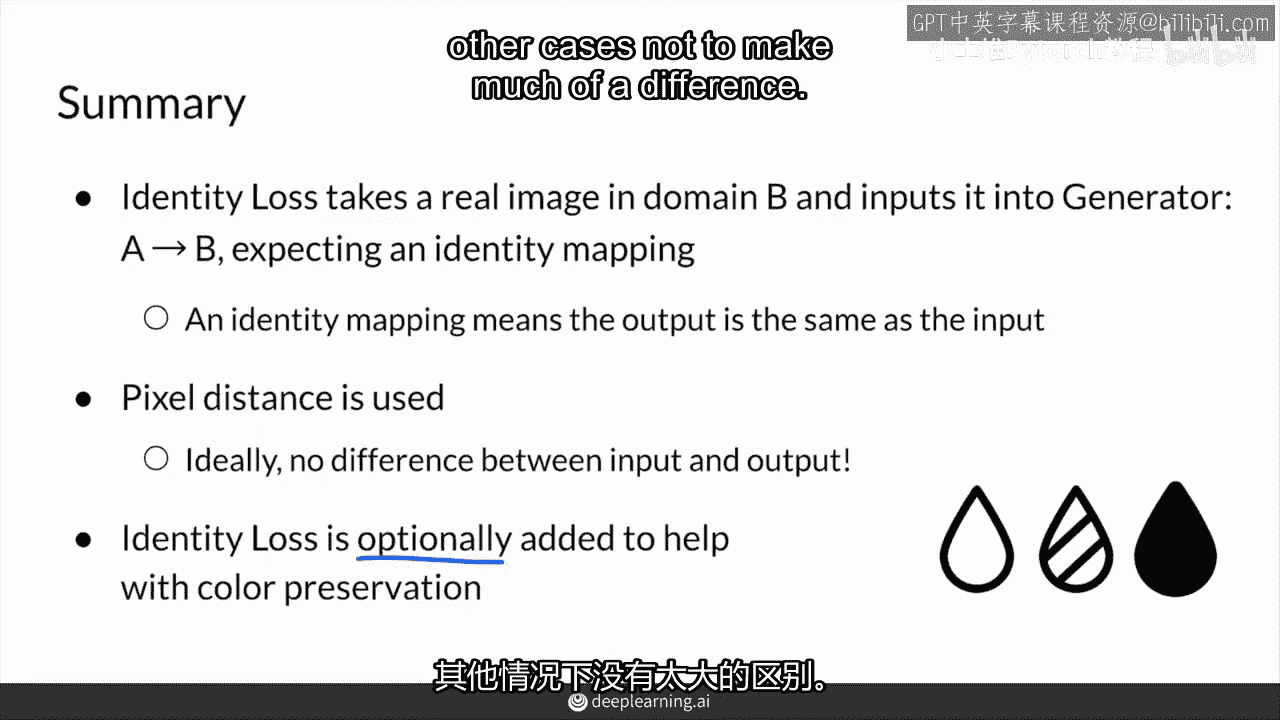 GPT中英字幕课程资源@bilibili.com
other cases not to make
much of a difference.
bilibili
Summary
● Identity Loss takes a real image in domain B and inputs it into Generator:
A → B, expecting an identity mapping
○ An identity mapping means the output is the same as the input
● Pixel distance is used
○ Ideally, no difference between input and output!
● Identity Loss is optionally added to help
with color preservation
其他情况下没有太大的区别。
deeplearning.ai